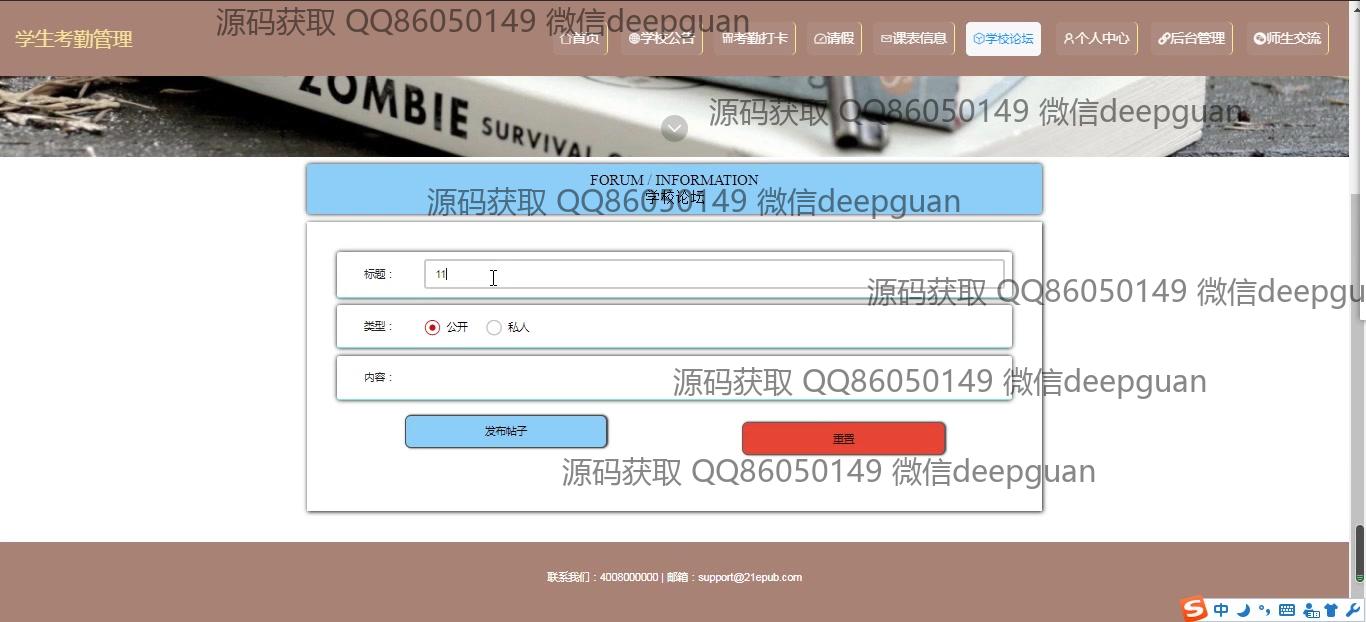 源码获取 QQ86050149 微信deepguan
学生考勤管理
首页 学校公告 考勤打卡 请假 课表信息 学校论坛 个人中心 后台管理 师生交流
ZOMBIE
SURVIVAL
源码获取 QQ86050149 微信deepguan
FORUM / INFORMATION
学校论坛
源码获取 QQ86050149 微信deepguan
标题： 11
源码获取 QQ86050149 微信deepgu
类型： 公开 私人
内容：
源码获取 QQ86050149 微信deepguan
发布帖子 重置
源码获取 QQ86050149 微信deepguan
联系我们：4008000000 | 邮箱：support@21epub.com
中